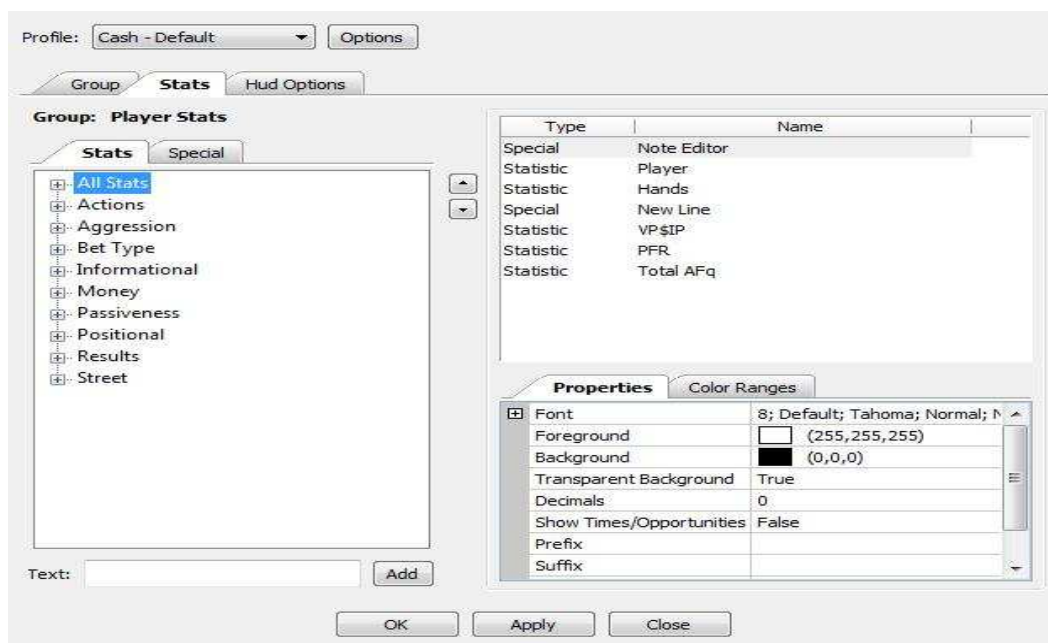 Profile: Cash - Default Options
Group Stats Hud Options
Group: Player Stats
Stats Special
All Stats
Actions
Aggression
Bet Type
Informational
Money
Passiveness
Positional
Results
Street
Text: Add
Type Name
Special Note Editor
Statistic Player
Statistic Hands
Special New Line
Statistic VP$IP
Statistic PFR
Statistic Total AFq
Properties Color Ranges
Font 8; Default; Tahoma; Normal; N
Foreground (255,255,255)
Background (0,0,0)
Transparent Background True
Decimals 0
Show Times/Opportunities False
Prefix
Suffix
OK Apply Close